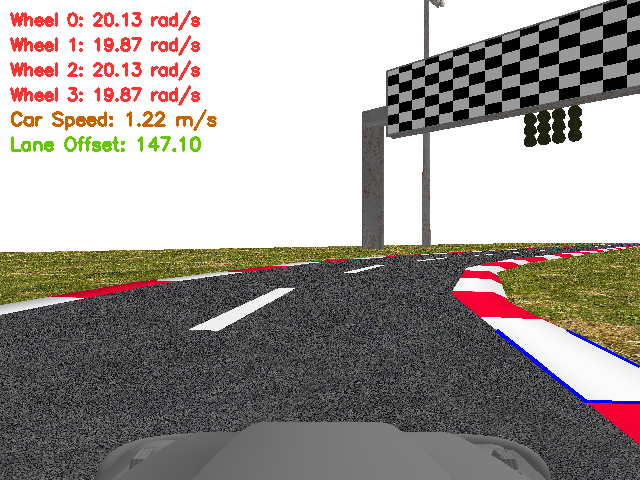 Wheel 0: 20.13 rad/s
Wheel 1: 19.87 rad/s
Wheel 2: 20.13 rad/s
Wheel 3: 19.87 rad/s
Car Speed: 1.22 m/s
Lane Offset: 147.10